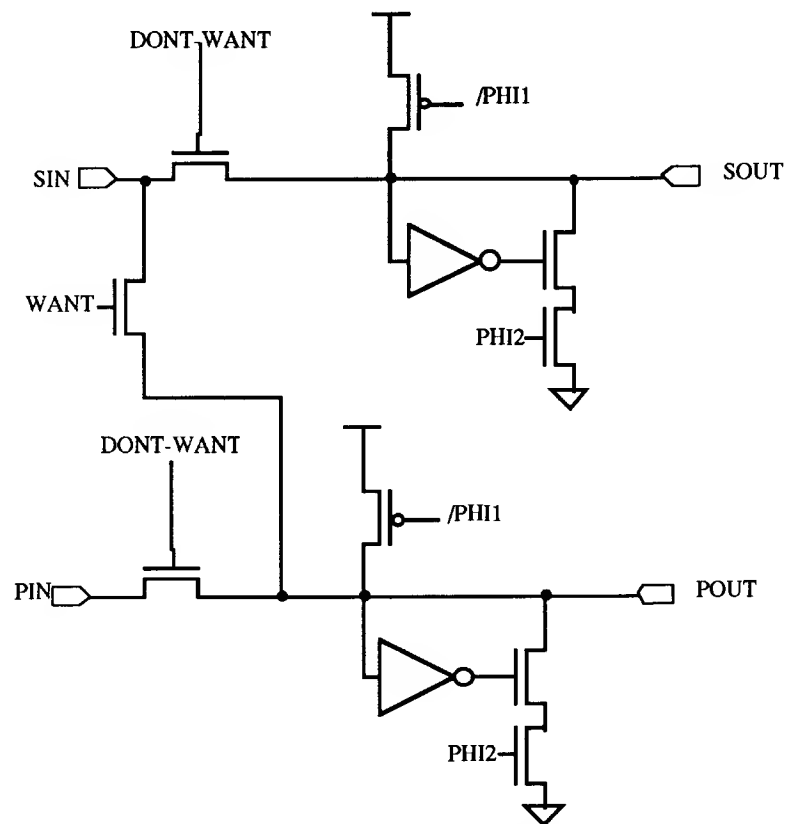 DONT-WANT
/PHI1
SIN
SOUT
WANT
PHI2
DONT-WANT
/PHI1
PIN
POUT
PHI2